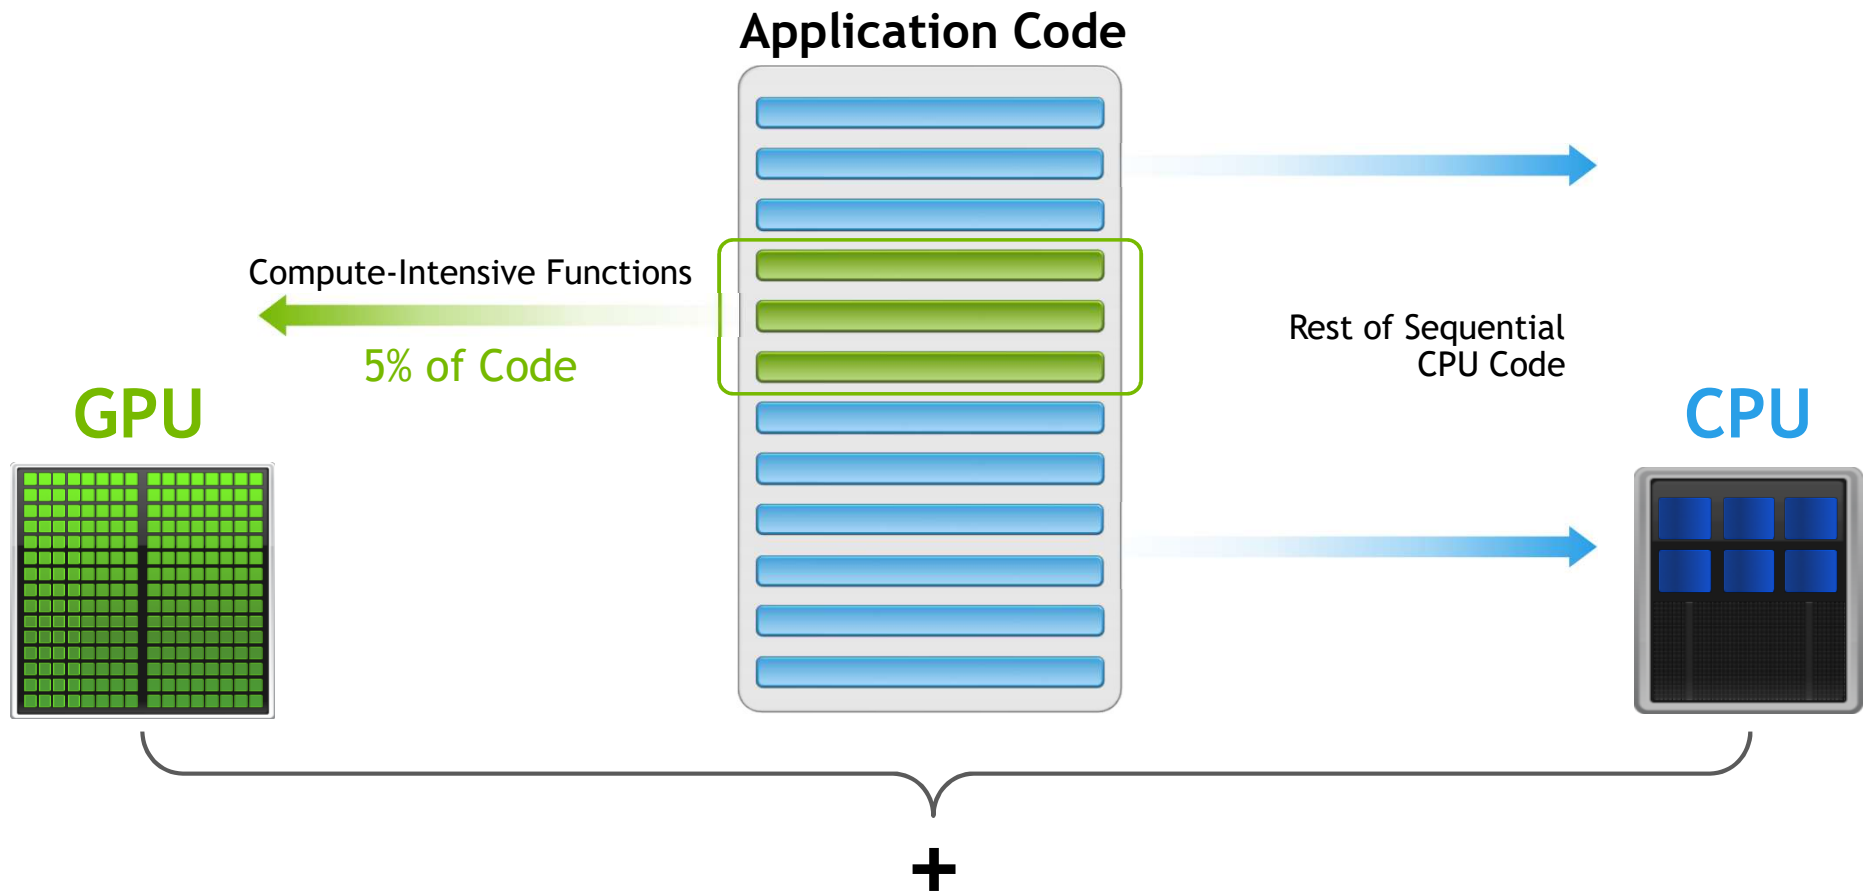 Application Code
Compute-Intensive Functions
5% of Code
GPU
Rest of Sequential
CPU Code
CPU
+